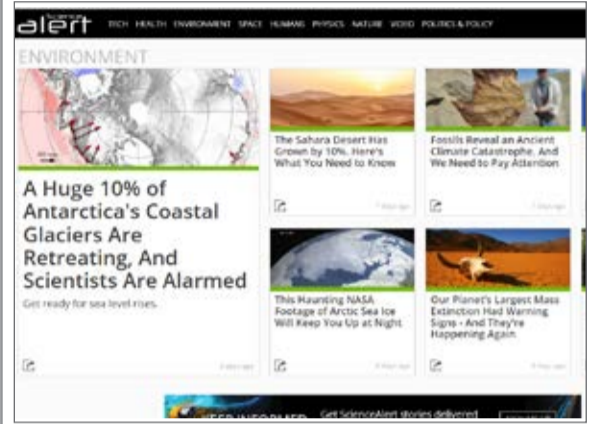 science
alert
TECH HEALTH ENVIRONMENT SPACE HUMANS PHYSICS NATURE VIDEO POLITICS & POLICY
ENVIRONMENT
A Huge 10% of
Antarctica's Coastal
Glaciers Are
Retreating, And
Scientists Are Alarmed
Get ready for sea level rises.
The Sahara Desert Has
Grown by 10%. Here's
What You Need to Know
Fossils Reveal an Ancient
Climate Catastrophe, And
We Need to Pay Attention
This Haunting NASA
Footage of Arctic Sea Ice
Will Keep You Up at Night
Our Planet's Largest Mass
Extinction Had Warning
Signs - And They're
Happening Again
KEEP INFORMED
Get ScienceAlert stories delivered